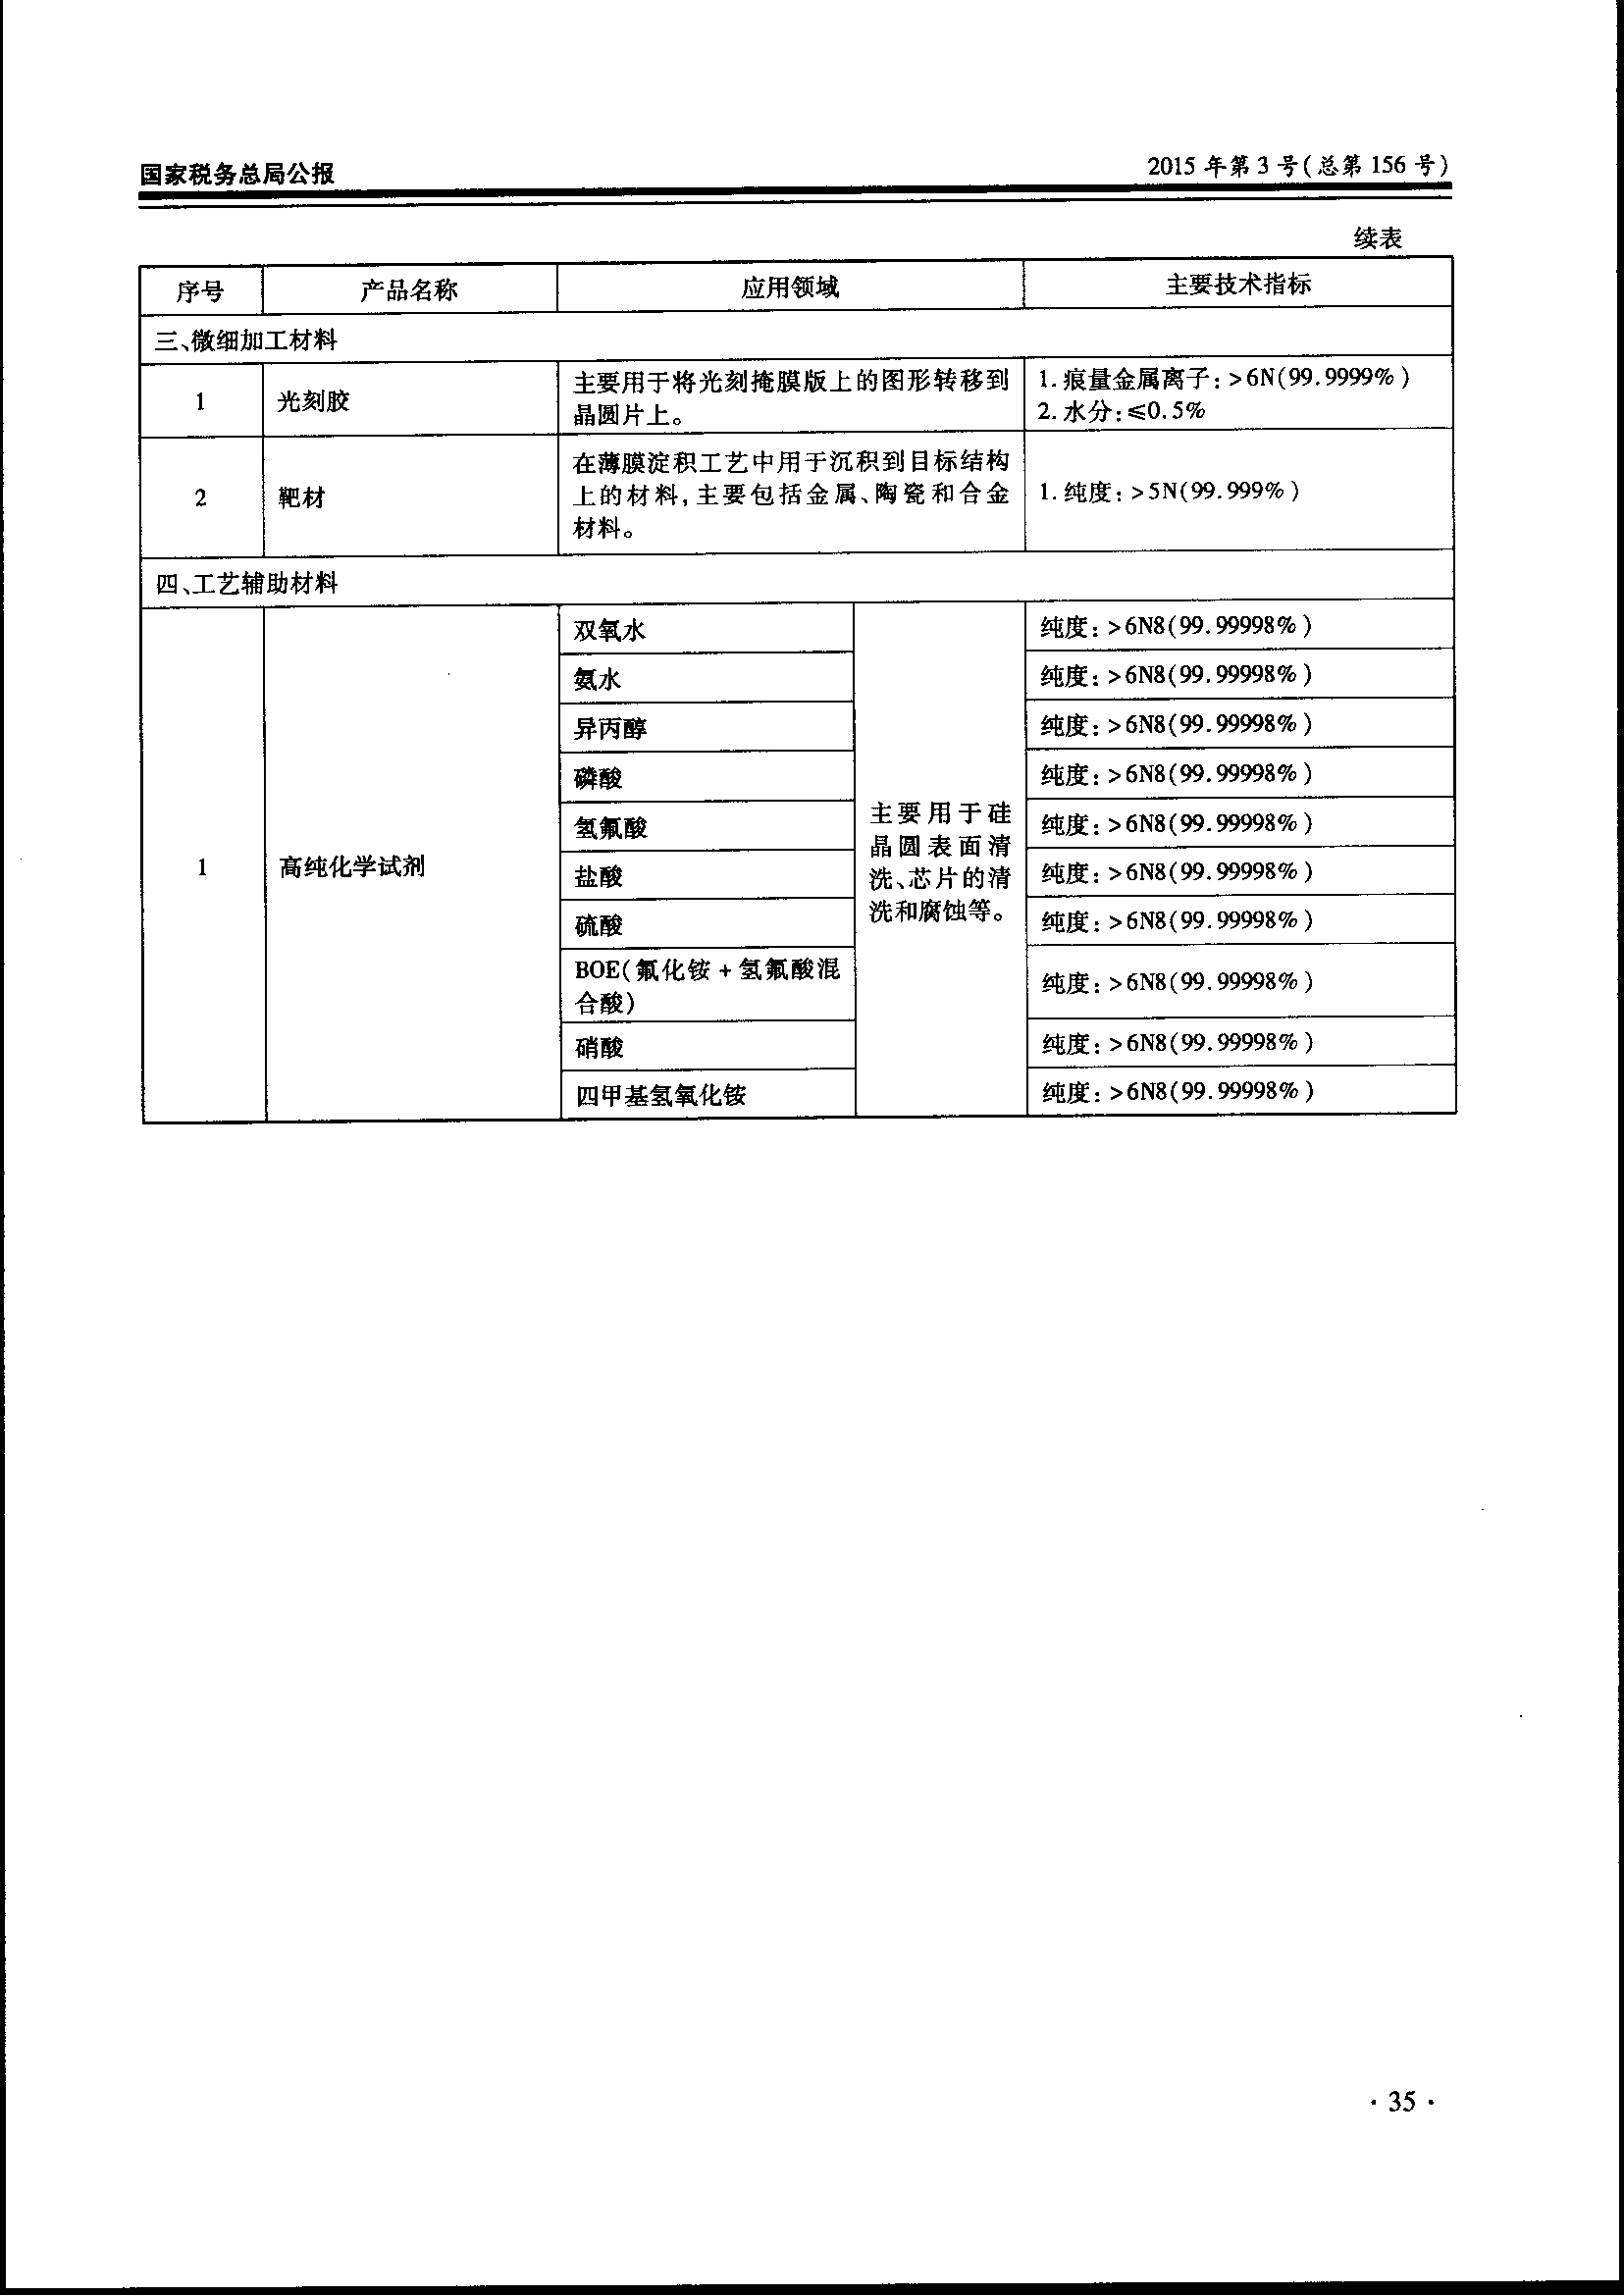 国家税务总局公报
2015 年第 3 号(总第 156 号)
续表
序号 产品名称 应用领域 主要技术指标
三、微细加工材料
1 光刻胶 主要用于将光刻掩膜版上的图形转移到
晶圆片上。
1. 痕量金属离子: >6N(99.9999%)
2. 水分:≤0.5%
2 靶材 在薄膜淀积工艺中用于沉积到目标结构
上的材料,主要包括金属、陶瓷和合金
材料。
1. 纯度: >5N(99.999%)
四、工艺辅助材料
1 高纯化学试剂
双氧水 纯度: >6N8(99.99998%)
氨水 纯度: >6N8(99.99998%)
异丙醇 纯度: >6N8(99.99998%)
磷酸 纯度: >6N8(99.99998%)
氢氟酸 纯度: >6N8(99.99998%)
盐酸 纯度: >6N8(99.99998%)
硫酸 纯度: >6N8(99.99998%)
BOE(氟化铵 + 氢氟酸混
合酸) 纯度: >6N8(99.99998%)
硝酸 纯度: >6N8(99.99998%)
四甲基氢氧化铵 纯度: >6N8(99.99998%)
主要用于硅
晶圆表面清
洗、芯片的清
洗和腐蚀等。
· 35 ·